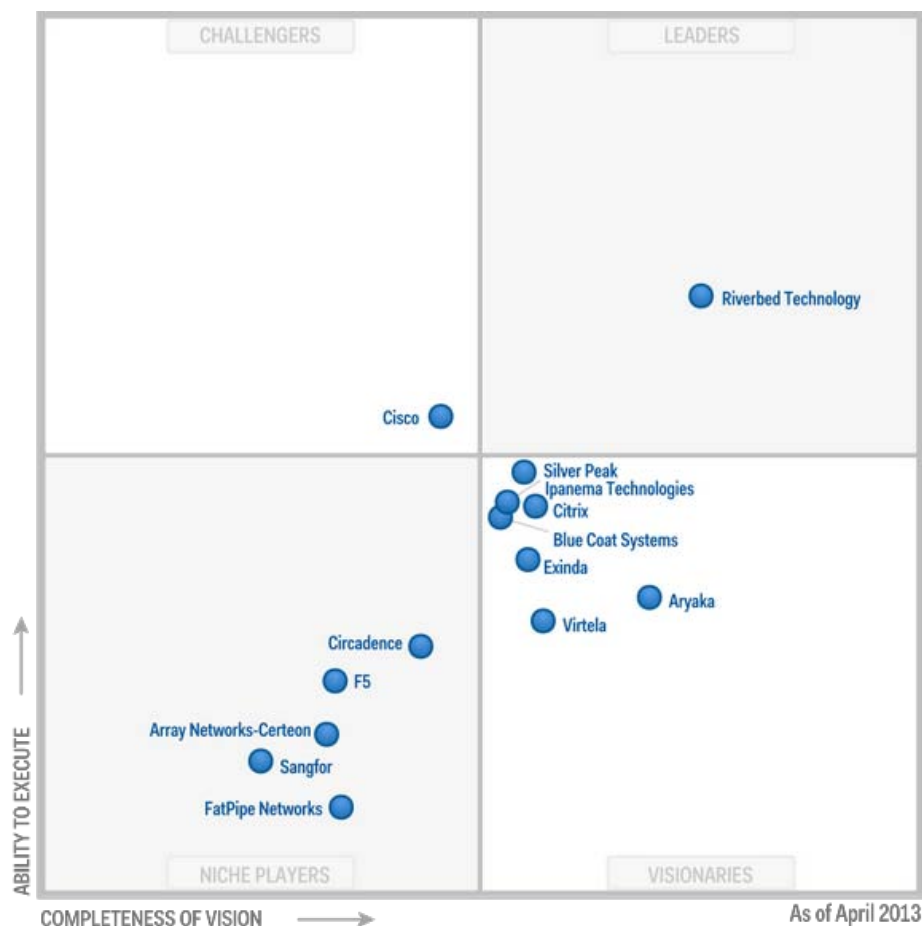 CHALLENGERS
LEADERS
Riverbed Technology
Cisco
Silver Peak
Ipanema Technologies
Citrix
Blue Coat Systems
Exinda
Aryaka
Virtela
Circadence
F5
Array Networks-Certeon
Sangfor
FatPipe Networks
NICHE PLAYERS
VISIONARIES
ABILITY TO EXECUTE
COMPLETENESS OF VISION
As of April 2013